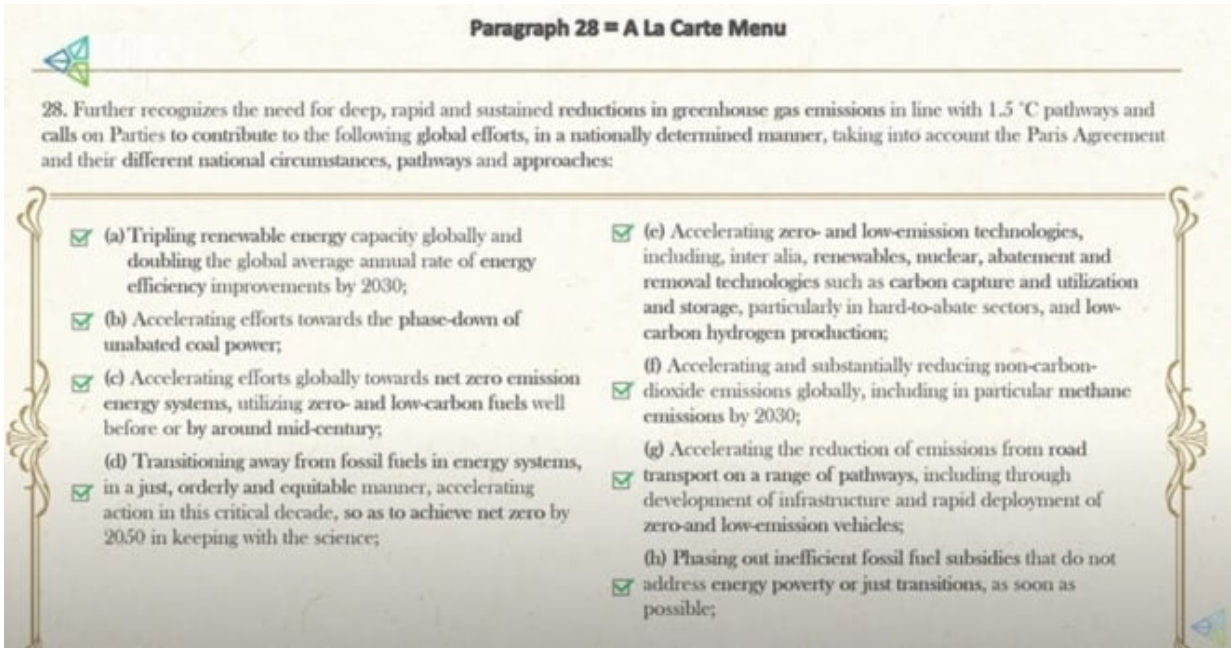 Paragraph 28 = A La Carte Menu
28. Further recognizes the need for deep, rapid and sustained reductions in greenhouse gas emissions in line with 1.5 °C pathways and
calls on Parties to contribute to the following global efforts, in a nationally determined manner, taking into account the Paris Agreement
and their different national circumstances, pathways and approaches:
(a) Tripling renewable energy capacity globally and
doubling the global average annual rate of energy
efficiency improvements by 2030;
(b) Accelerating efforts towards the phase-down of
unabated coal power;
(c) Accelerating efforts globally towards net zero emission
energy systems, utilizing zero- and low-carbon fuels well
before or by around mid-century;
(d) Transitioning away from fossil fuels in energy systems,
in a just, orderly and equitable manner, accelerating
action in this critical decade, so as to achieve net zero by
2050 in keeping with the science;
(e) Accelerating zero- and low-emission technologies,
including, inter alia, renewables, nuclear, abatement and
removal technologies such as carbon capture and utilization
and storage, particularly in hard-to-abate sectors, and low-
carbon hydrogen production;
(f) Accelerating and substantially reducing non-carbon-
dioxide emissions globally, including in particular methane
emissions by 2030;
(g) Accelerating the reduction of emissions from road
transport on a range of pathways, including through
development of infrastructure and rapid deployment of
zero-and low-emission vehicles;
(h) Phasing out inefficient fossil fuel subsidies that do not
address energy poverty or just transitions, as soon as
possible;